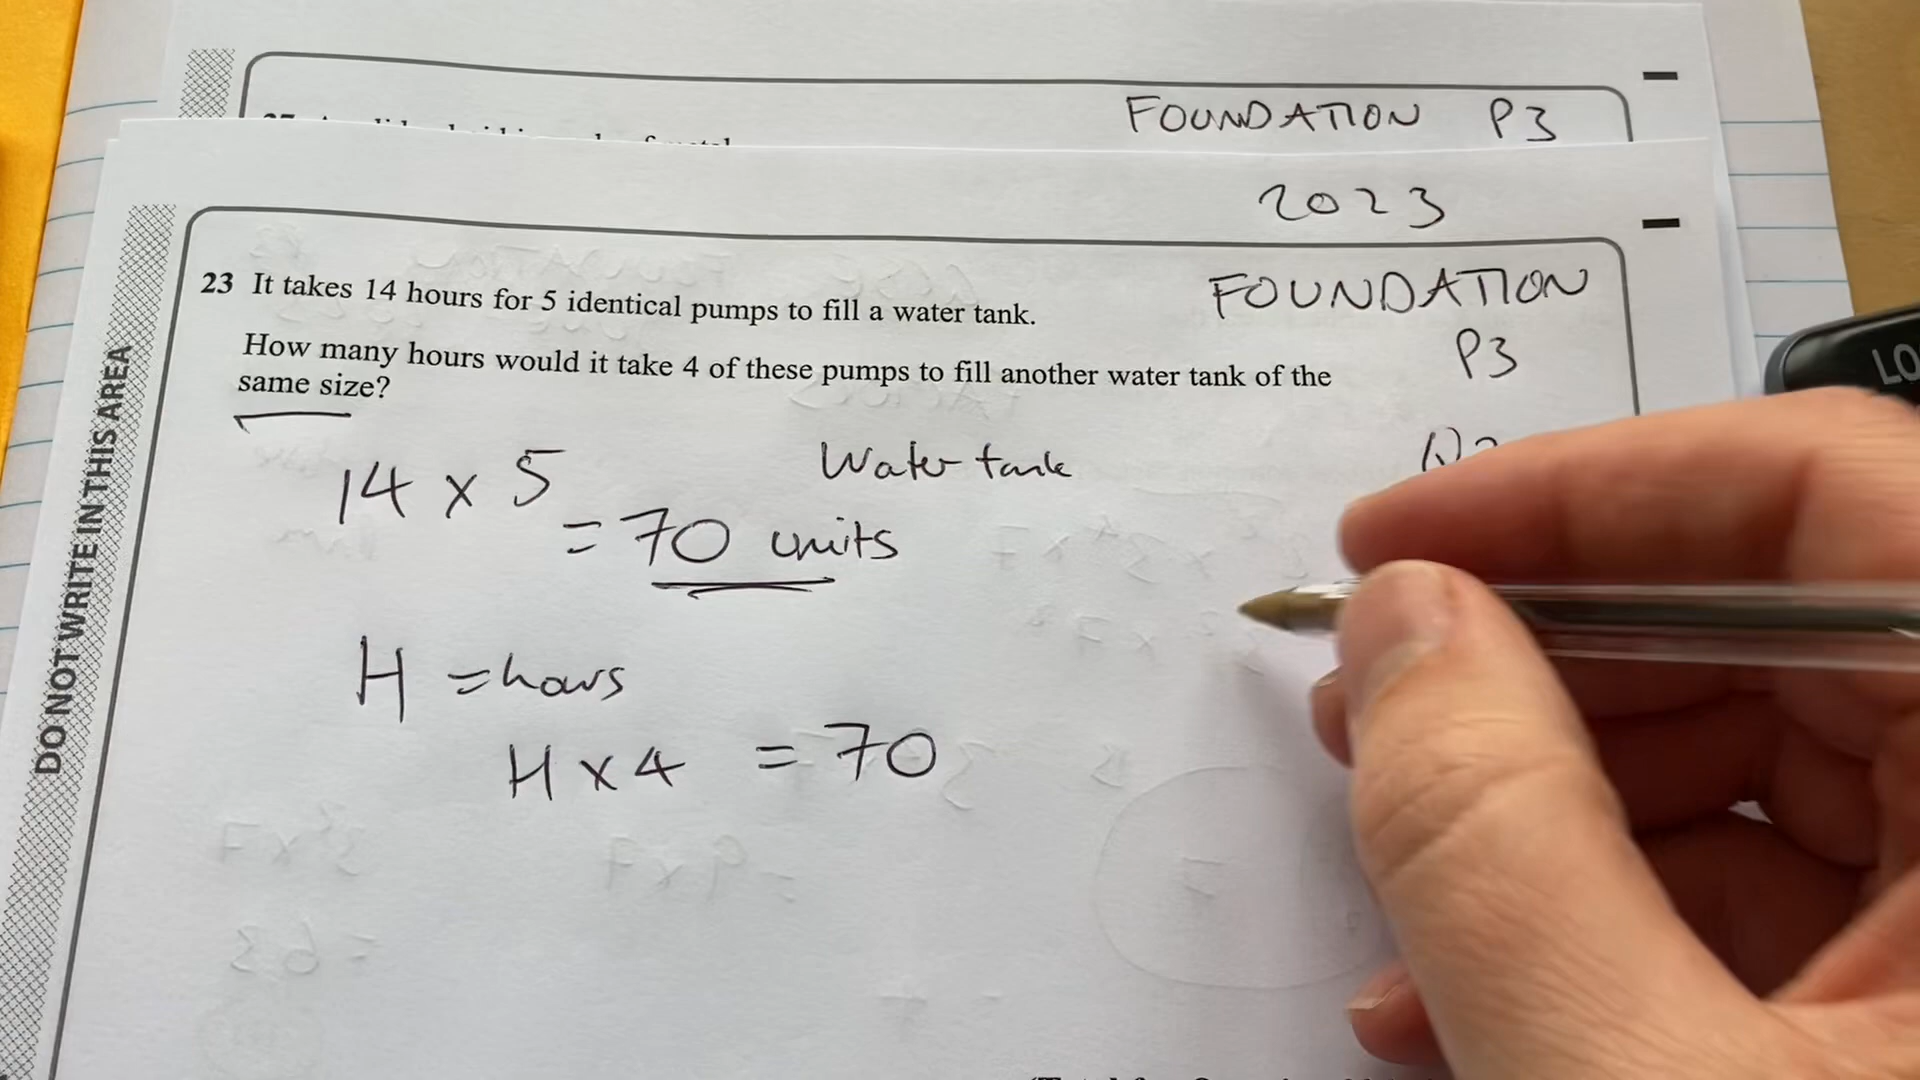 FOUNDATION P3
2023
23 It takes 14 hours for 5 identical pumps to fill a water tank.
FOUNDATION
P3
How many hours would it take 4 of these pumps to fill another water tank of the
same size?
DO NOT WRITE IN THIS AREA
LO
Water tank
14 x 5
= 70 units
H = hours
H x 4 = 70